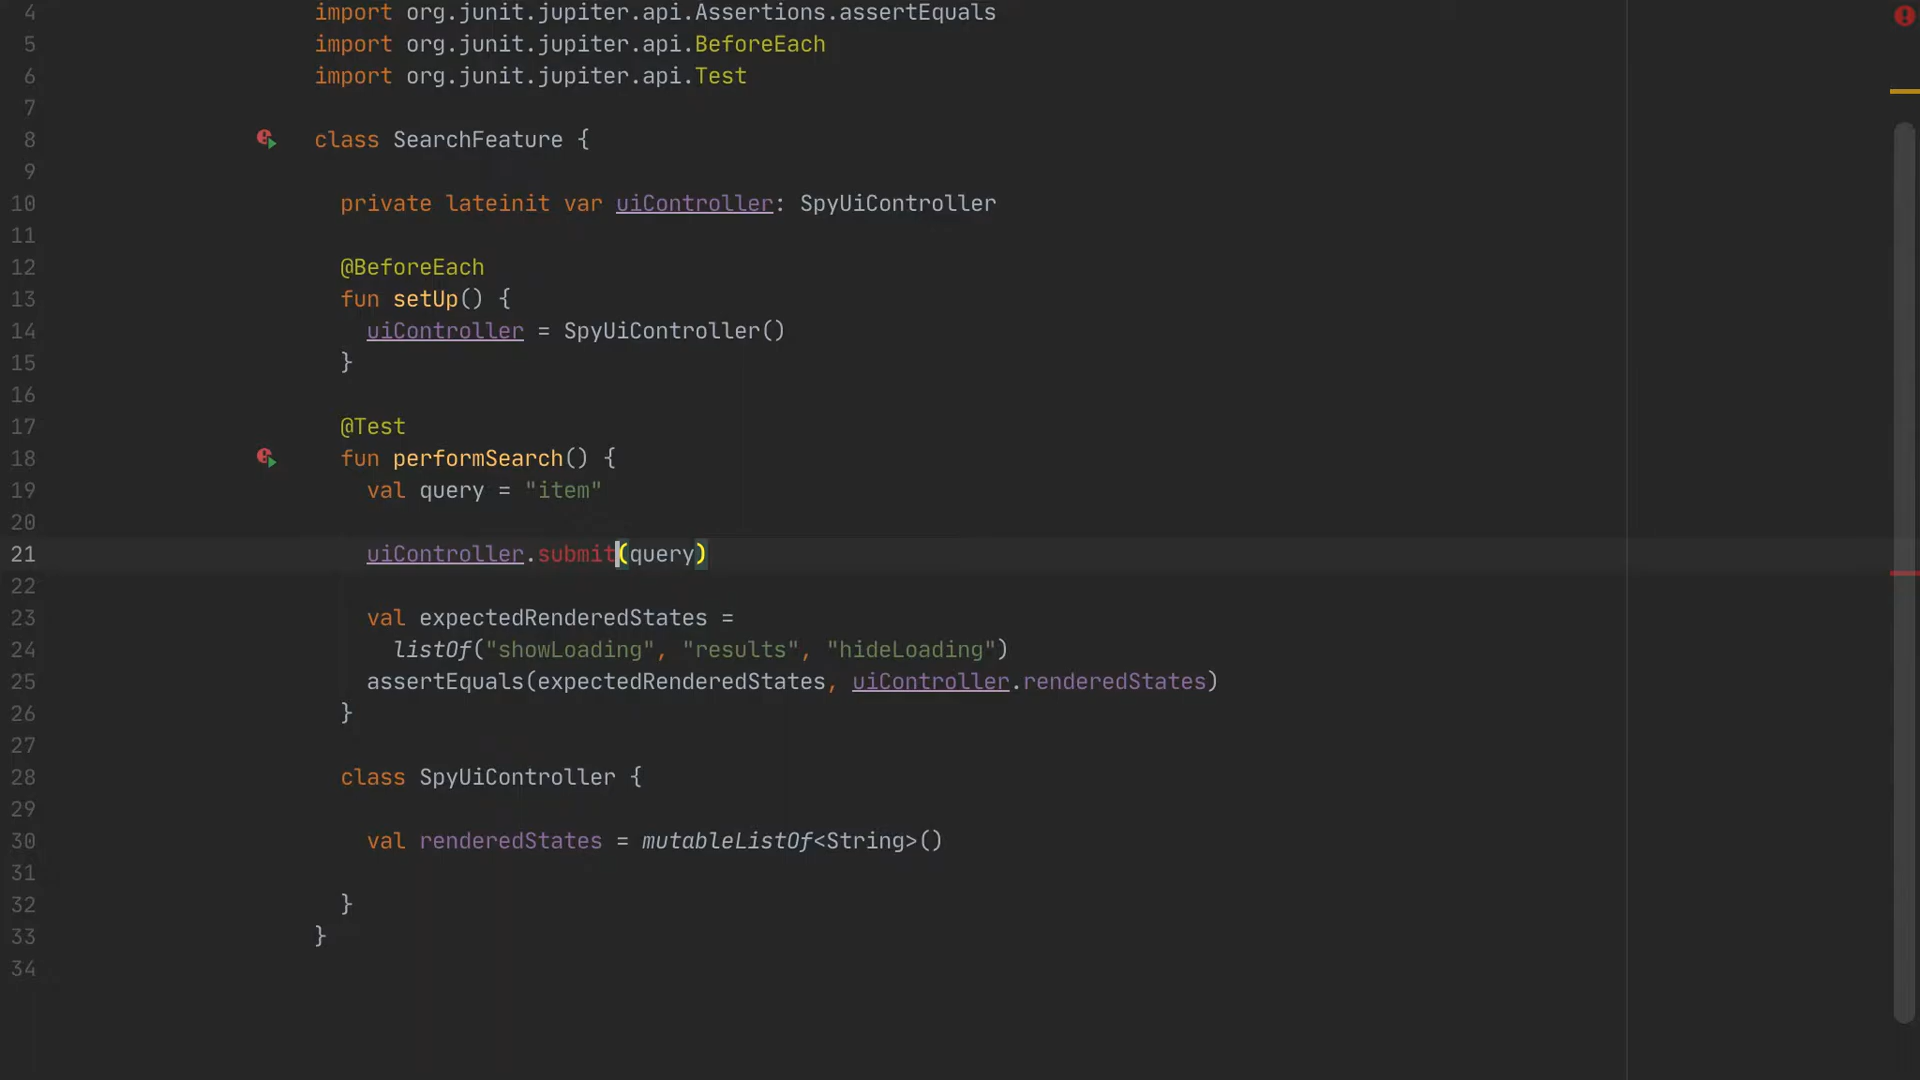 4 import org.junit.jupiter.api.Assertions.assertEquals
5 import org.junit.jupiter.api.BeforeEach
6 import org.junit.jupiter.api.Test
7
8 class SearchFeature {
9
10 private lateinit var uiController: SpyUiController
11
12 @BeforeEach
13 fun setUp() {
14 uiController = SpyUiController()
15 }
16
17 @Test
18 fun performSearch() {
19 val query = "item"
20
21 uiController.submit(query)
22
23 val expectedRenderedStates =
24 listOf("showLoading", "results", "hideLoading")
25 assertEquals(expectedRenderedStates, uiController.renderedStates)
26 }
27
28 class SpyUiController {
29
30 val renderedStates = mutableListOf<String>()
31
32 }
33 }
34